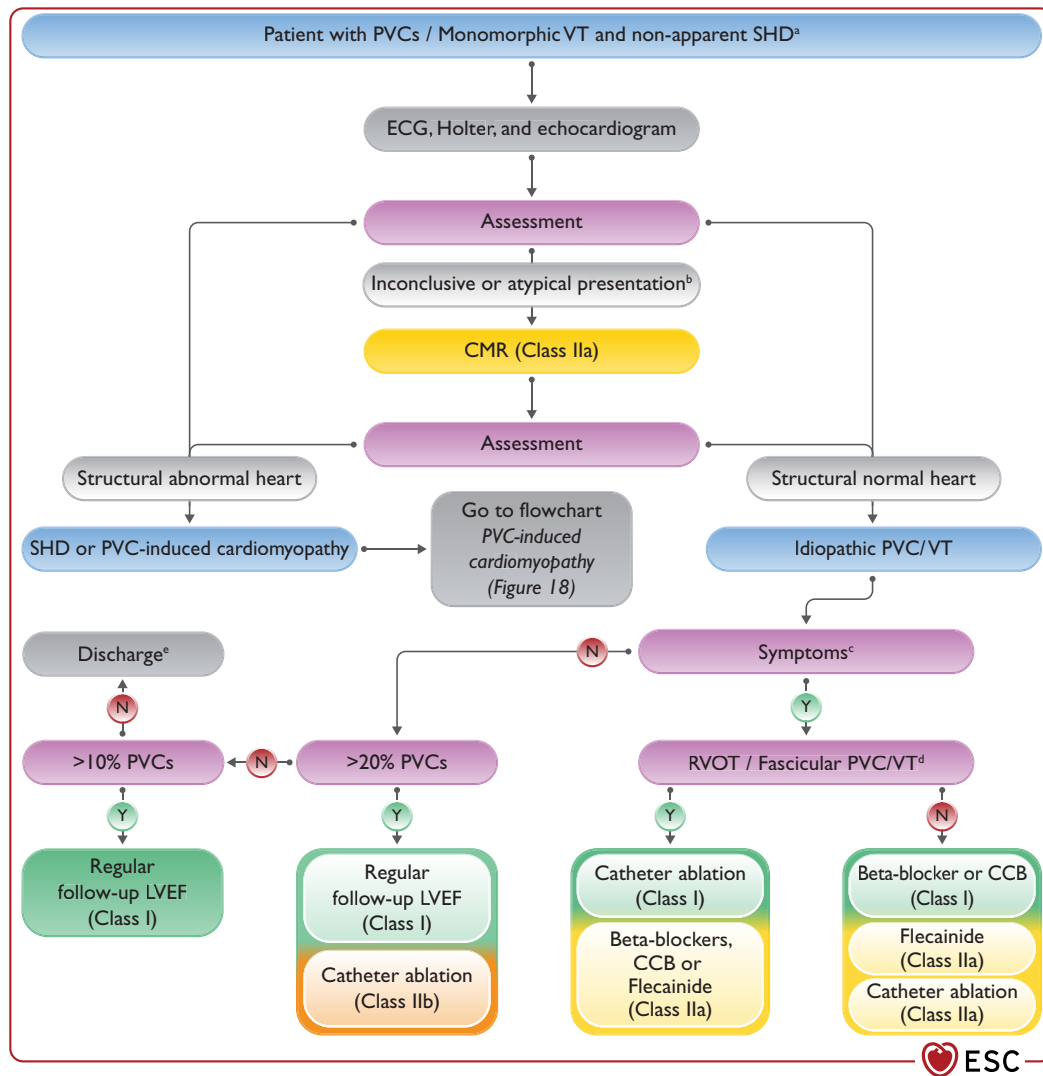 Patient with PVCs / Monomorphic VT and non-apparent SHDᵃ
ECG, Holter, and echocardiogram
Assessment
Inconclusive or atypical presentationᵇ
CMR (Class IIa)
Assessment
Structural abnormal heart
Structural normal heart
SHD or PVC-induced cardiomyopathy
Go to flowchart
PVC-induced
cardiomyopathy
(Figure 18)
Idiopathic PVC/VT
Dischargeᵉ
N
Symptomsᶜ
N
Y
>10% PVCs
N
>20% PVCs
RVOT / Fascicular PVC/VTᵈ
Y
Y
Y
N
Regular
follow-up LVEF
(Class I)
Regular
follow-up LVEF
(Class I)
Catheter ablation
(Class IIb)
Catheter ablation
(Class I)
Beta-blockers,
CCB or
Flecainide
(Class IIa)
Beta-blocker or CCB
(Class I)
Flecainide
(Class IIa)
Catheter ablation
(Class IIa)
ESC